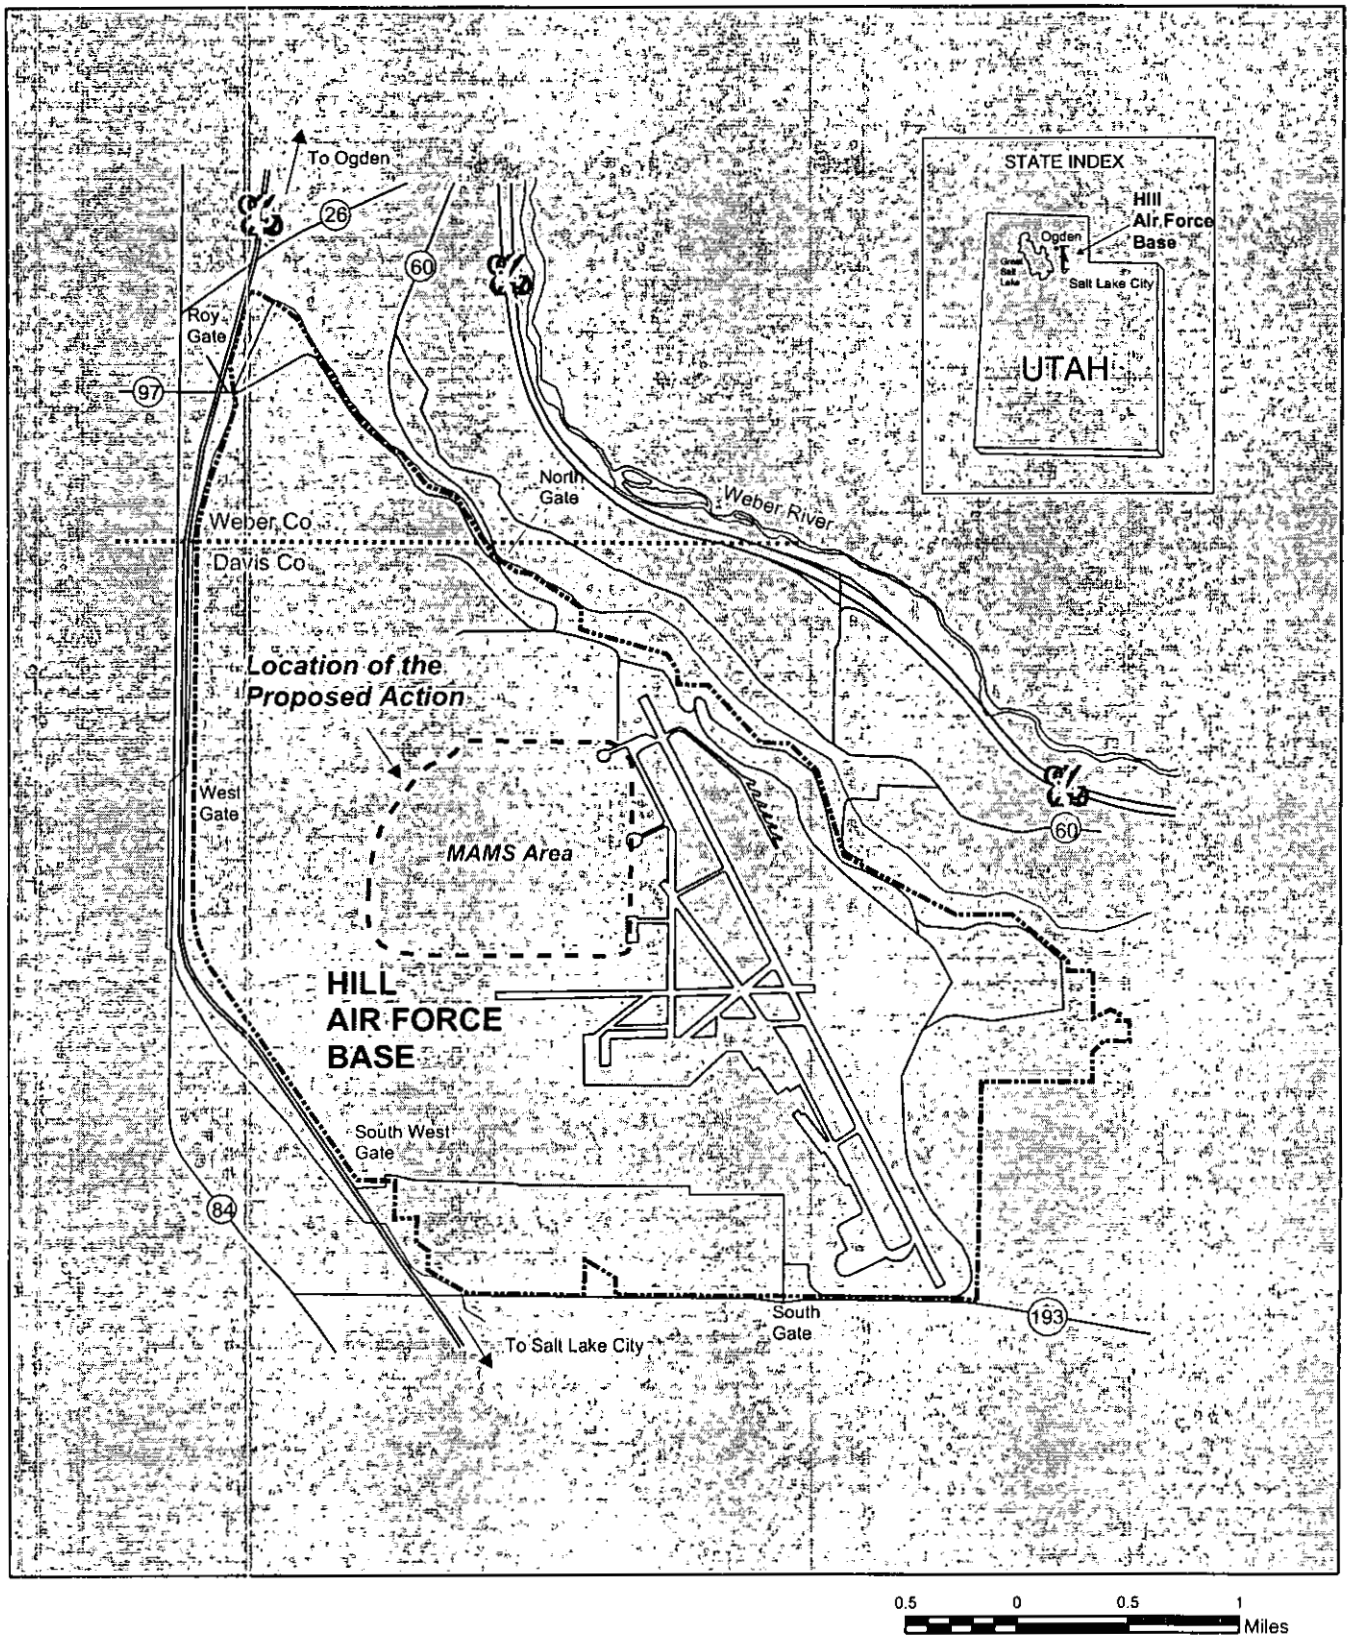 To Ogden
26
STATE INDEX
Hill
Air Force
Base
Ogden
Great
Salt
Lake
Salt Lake City
UTAH
60
Roy
Gate
97
North
Gate
Weber River
Weber Co
Davis Co
Location of the
Proposed Action
West
Gate
MAMS Area
60
HILL
AIR FORCE
BASE
South West
Gate
84
South
Gate
193
To Salt Lake City
0.5 0 0.5 1
Miles